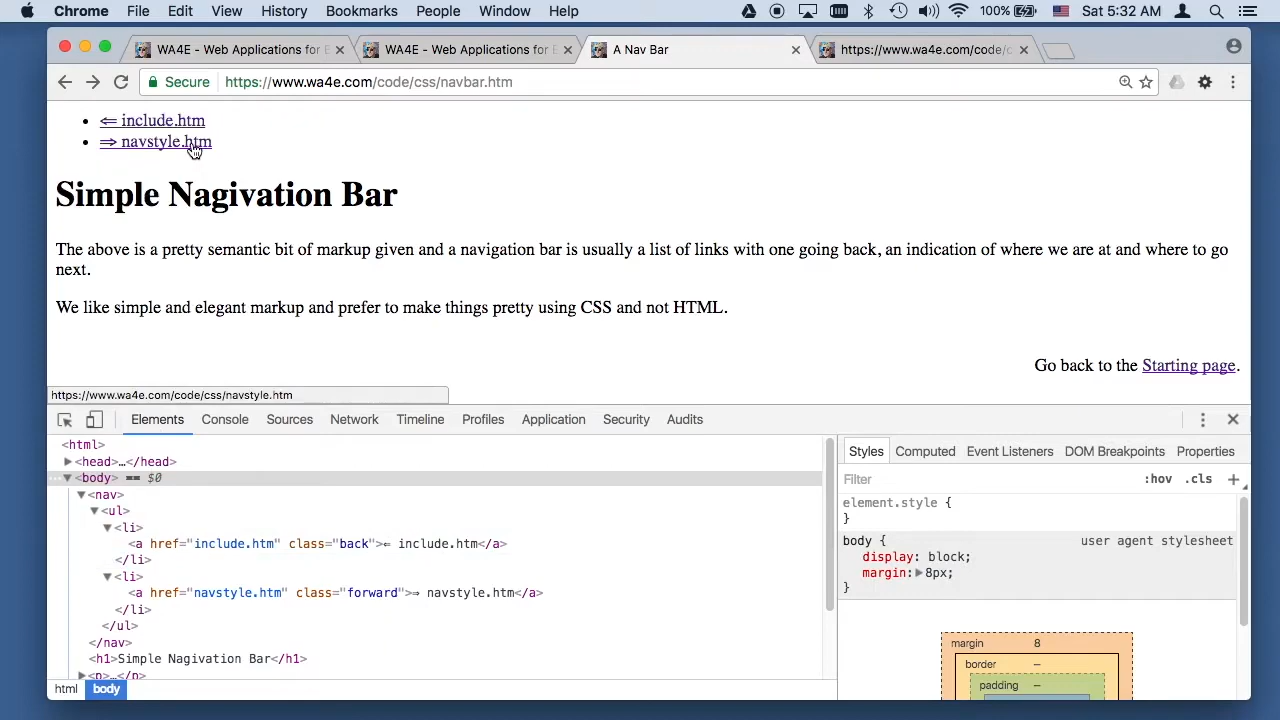 Chrome File Edit View History Bookmarks People Window Help 100% Sat 5:32 AM
WA4E - Web Applications for E
WA4E - Web Applications for E
A Nav Bar
https://www.wa4e.com/code/c
Secure https://www.wa4e.com/code/css/navbar.htm
• ⇐ include.htm
• ⇒ navstyle.htm
Simple Nagivation Bar
The above is a pretty semantic bit of markup given and a navigation bar is usually a list of links with one going back, an indication of where we are at and where to go
next.
We like simple and elegant markup and prefer to make things pretty using CSS and not HTML.
Go back to the Starting page.
https://www.wa4e.com/code/css/navstyle.htm
Elements Console Sources Network Timeline Profiles Application Security Audits
<html>
▶<head>…</head>
…▼<body> == $0
▼<nav>
▼<ul>
▼<li>
<a href="include.htm" class="back">⇐ include.htm</a>
</li>
▼<li>
<a href="navstyle.htm" class="forward">⇒ navstyle.htm</a>
</li>
</ul>
</nav>
<h1>Simple Nagivation Bar</h1>
▶<p>…</p>
html body
Styles Computed Event Listeners DOM Breakpoints Properties
Filter :hov .cls +
element.style {
}
body { user agent stylesheet
display: block;
margin:▶8px;
}
margin 8
border –
padding –